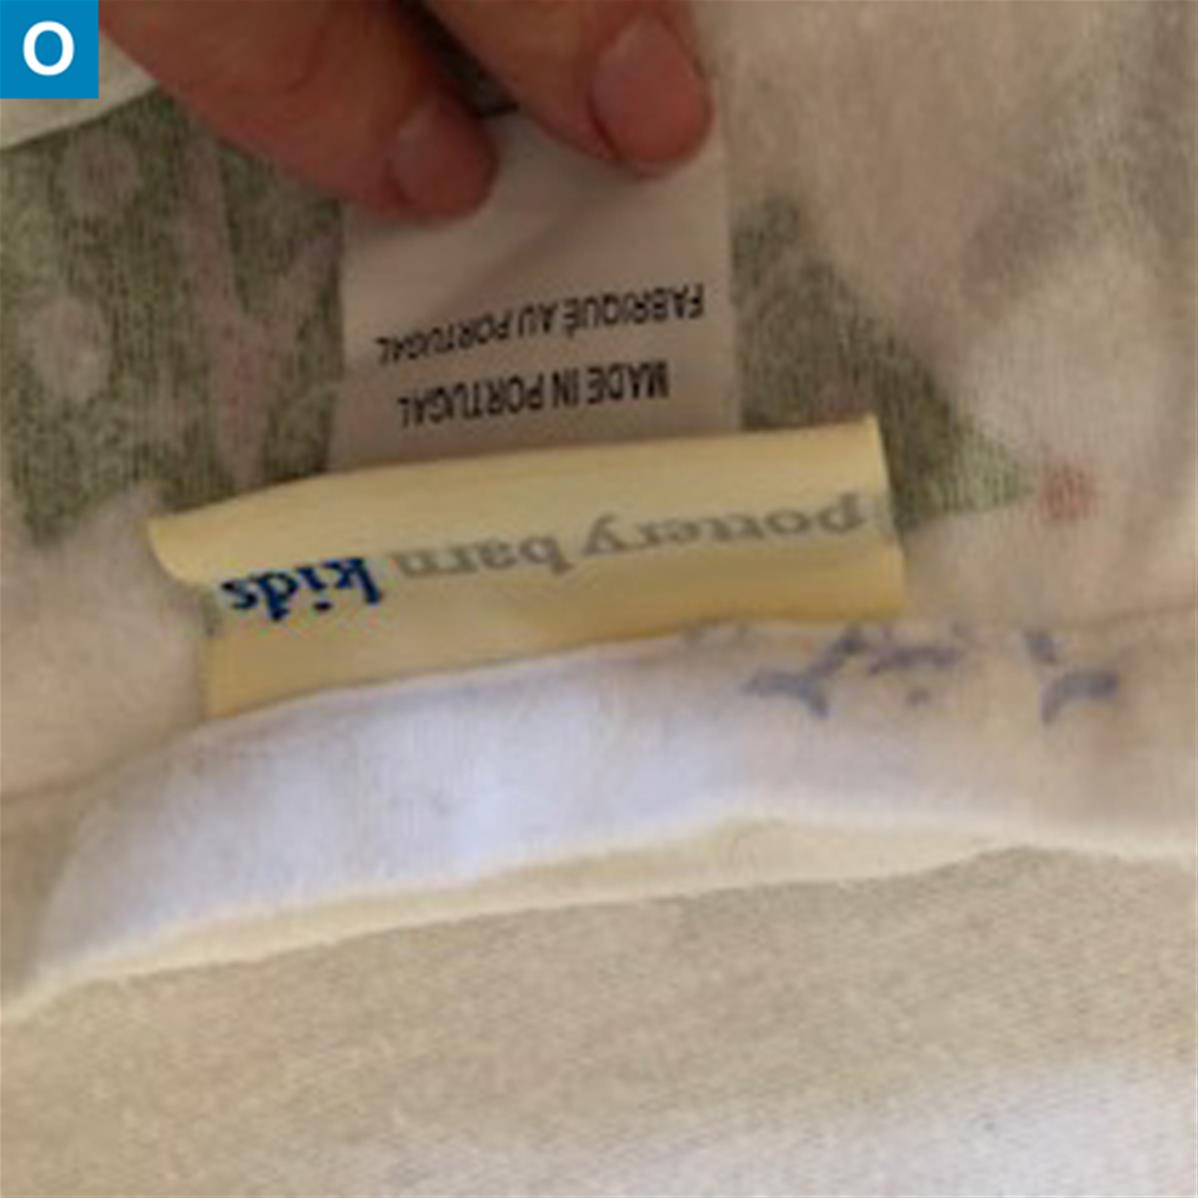 O
pottery barn kids
MADE IN PORTUGAL
FABRIQUÉ AU PORTUGAL